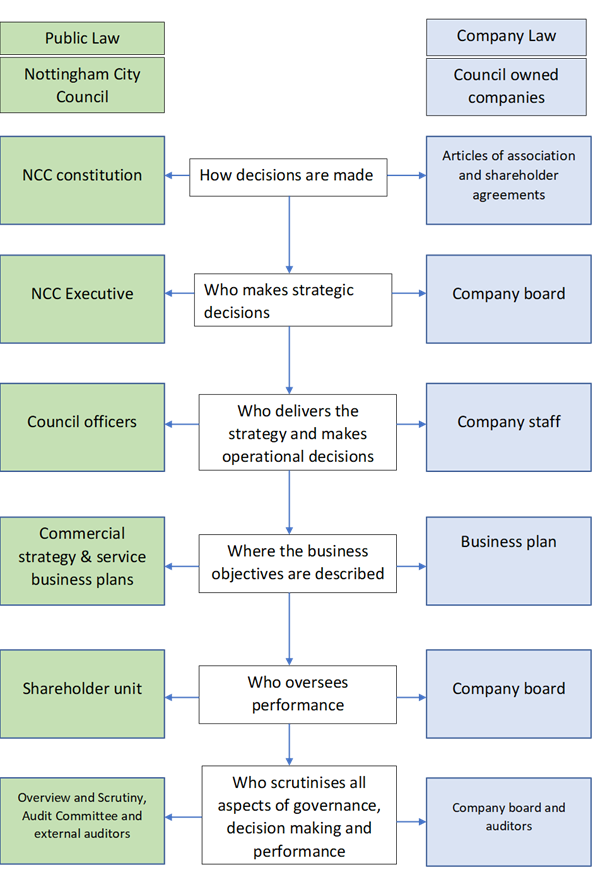 Public Law
Company Law
Nottingham City
Council
Council owned
companies
NCC constitution
How decisions are made
Articles of association
and shareholder
agreements
NCC Executive
Who makes strategic
decisions
Company board
Council officers
Who delivers the
strategy and makes
operational decisions
Company staff
Commercial
strategy & service
business plans
Where the business
objectives are described
Business plan
Shareholder unit
Who oversees
performance
Company board
Overview and Scrutiny,
Audit Committee and
external auditors
Who scrutinises all
aspects of governance,
decision making and
performance
Company board and
auditors